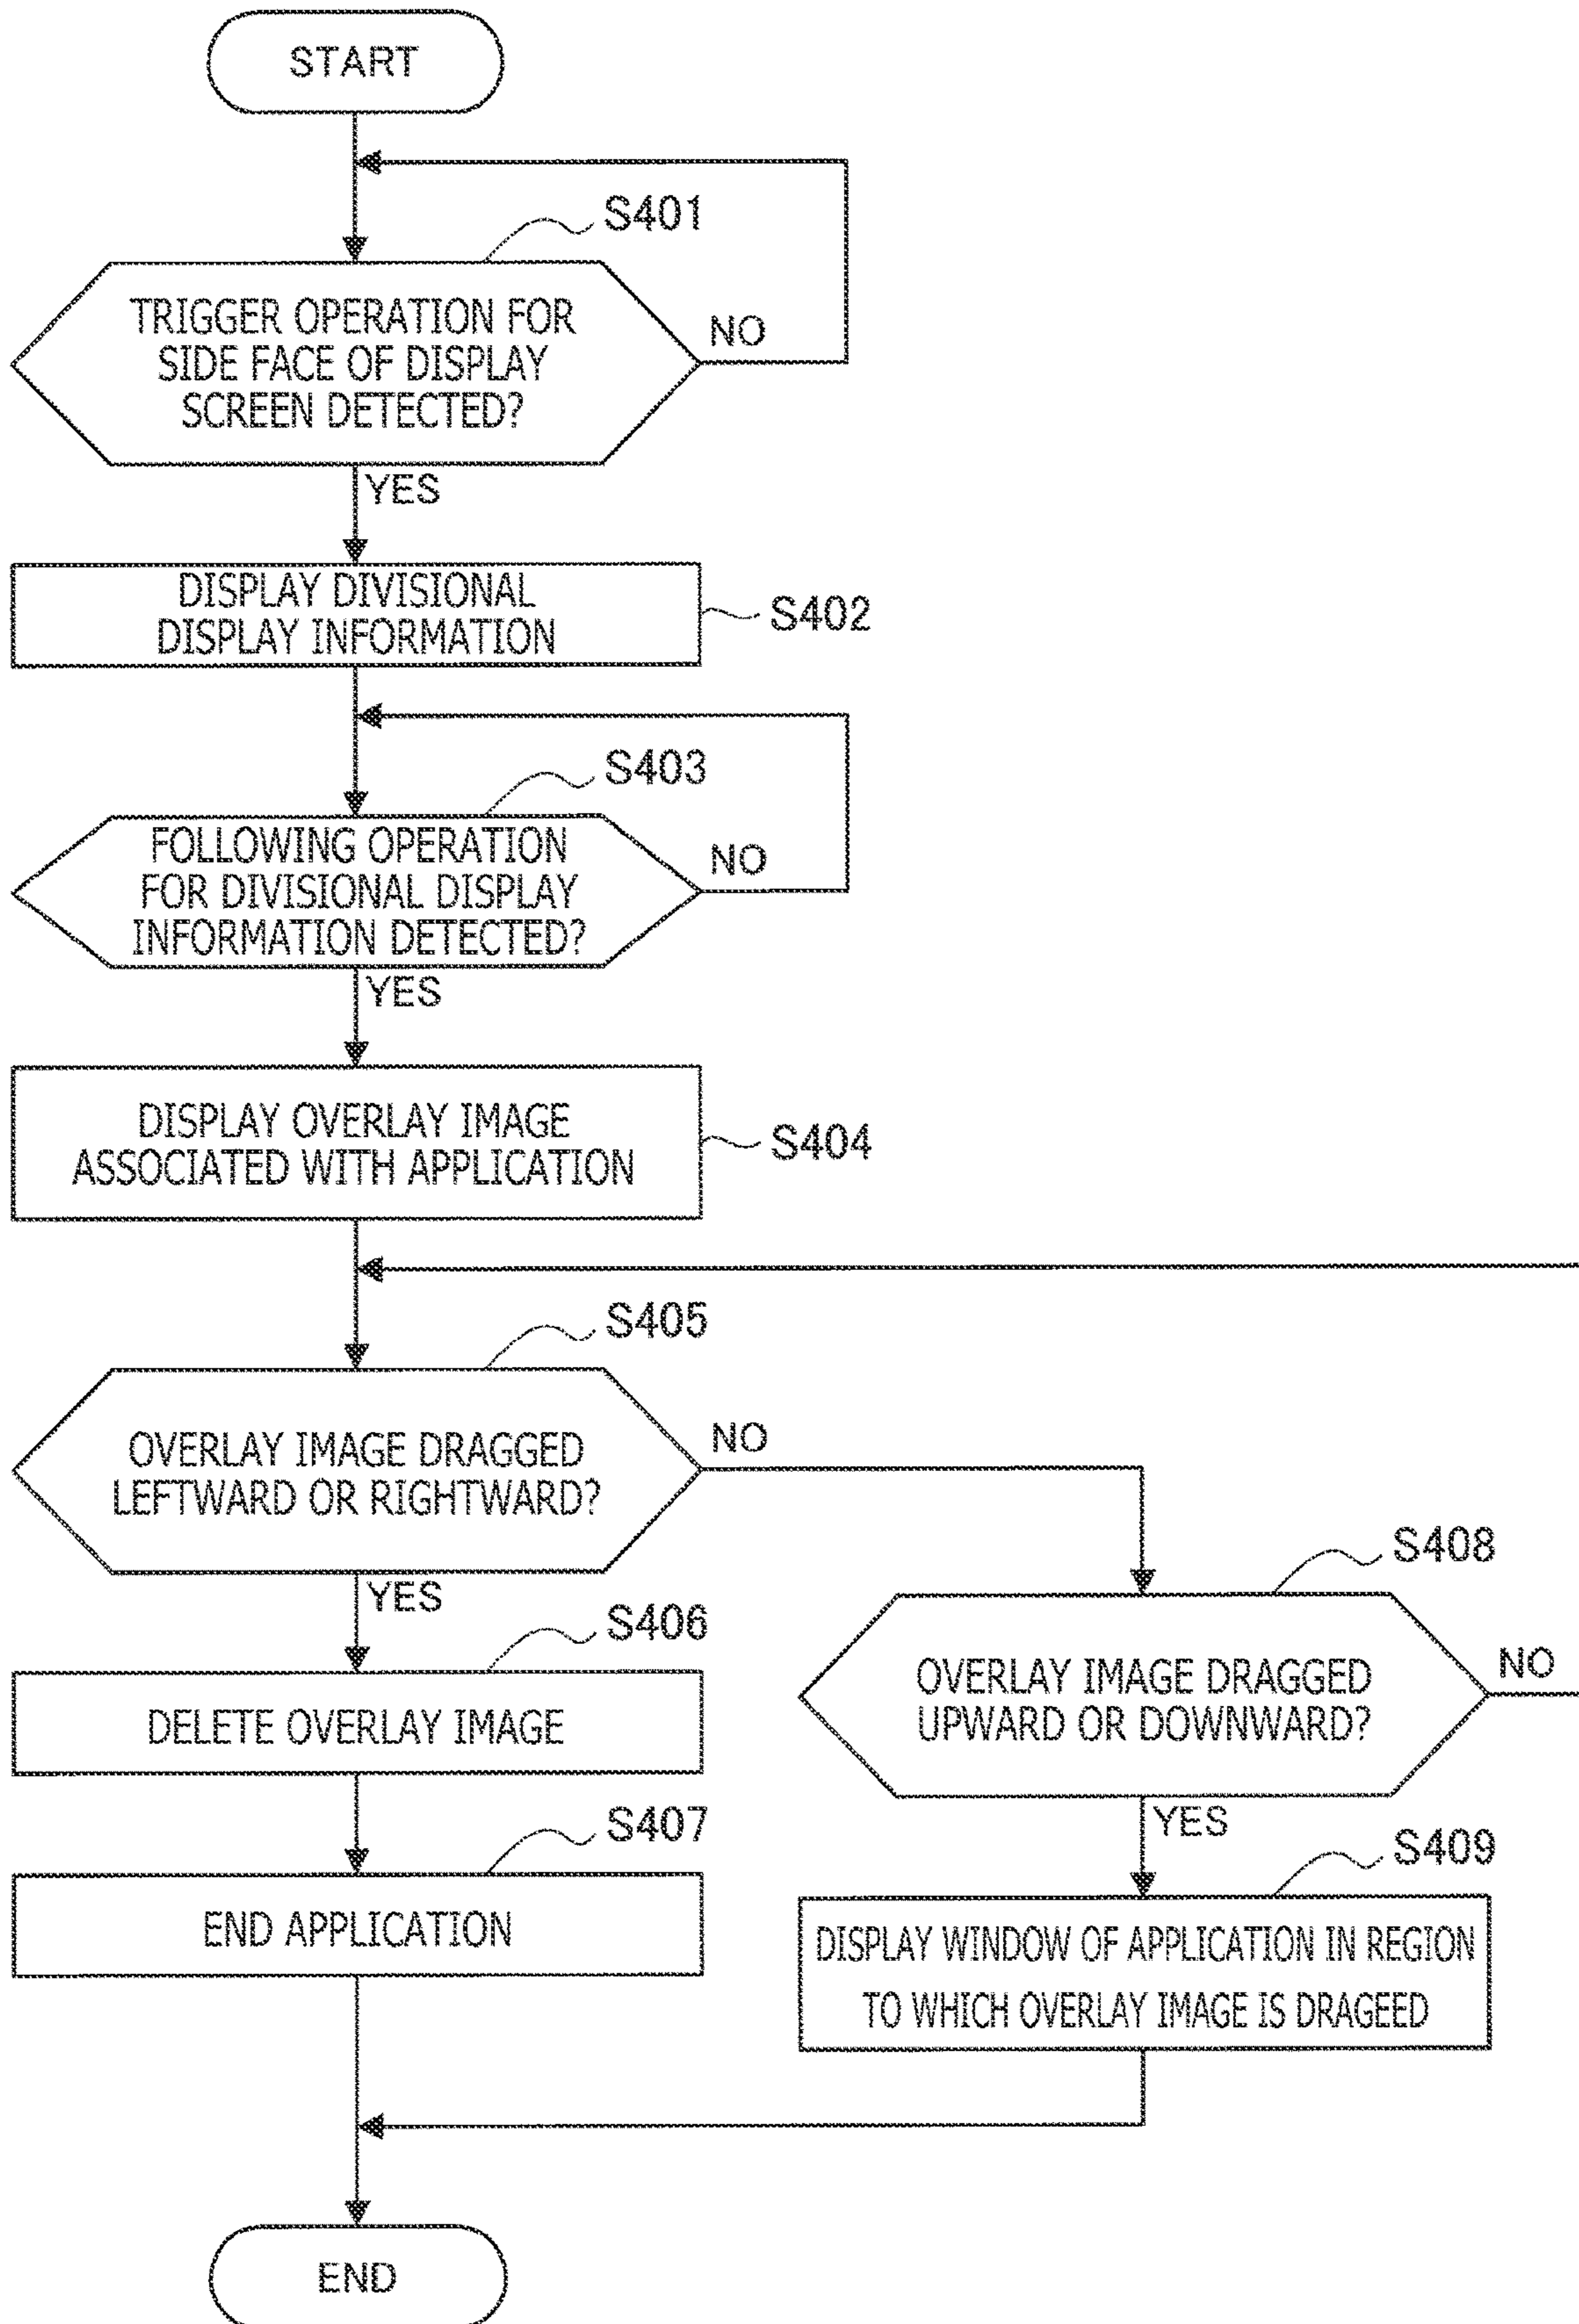 START
S401
TRIGGER OPERATION FOR
SIDE FACE OF DISPLAY
SCREEN DETECTED?
NO
YES
DISPLAY DIVISIONAL
DISPLAY INFORMATION
S402
S403
FOLLOWING OPERATION
FOR DIVISIONAL DISPLAY
INFORMATION DETECTED?
NO
YES
DISPLAY OVERLAY IMAGE
ASSOCIATED WITH APPLICATION
S404
S405
OVERLAY IMAGE DRAGGED
LEFTWARD OR RIGHTWARD?
NO
YES
S406
DELETE OVERLAY IMAGE
S407
END APPLICATION
S408
OVERLAY IMAGE DRAGGED
UPWARD OR DOWNWARD?
NO
YES
S409
DISPLAY WINDOW OF APPLICATION IN REGION
TO WHICH OVERLAY IMAGE IS DRAGEED
END